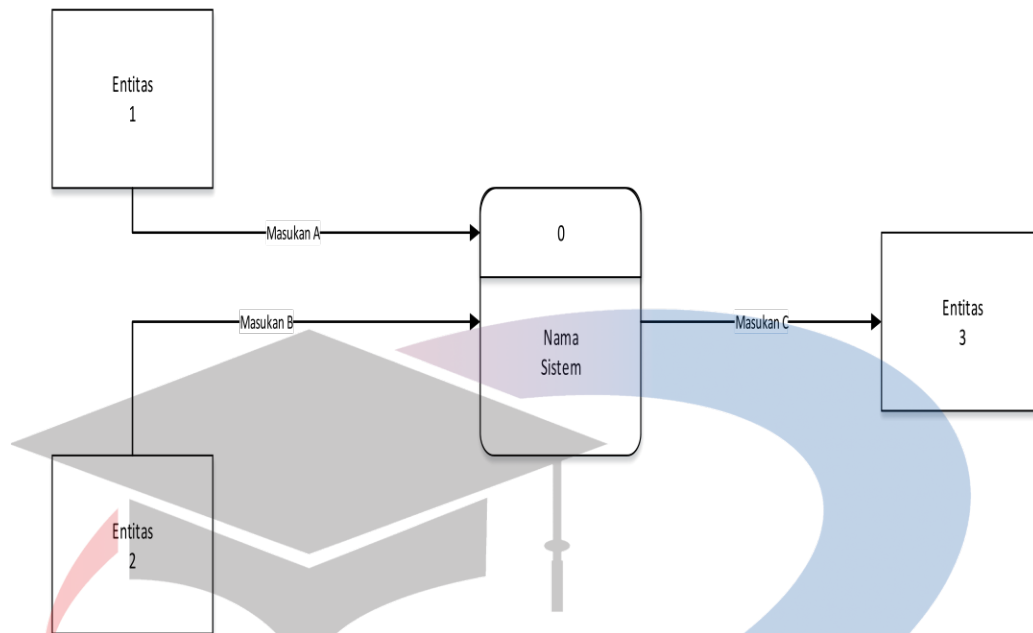 Entitas
1
Masukan A
0
Masukan B
Nama
Sistem
Masukan C
Entitas
3
Entitas
2